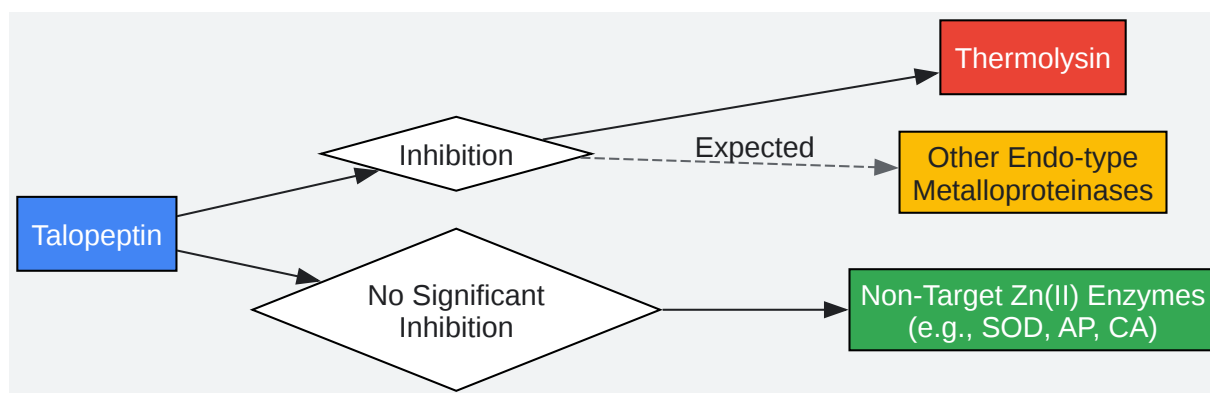 Talopeptin
Inhibition
No Significant
Inhibition
Expected
Thermolysin
Other Endo-type
Metalloproteinases
Non-Target Zn(II) Enzymes
(e.g., SOD, AP, CA)